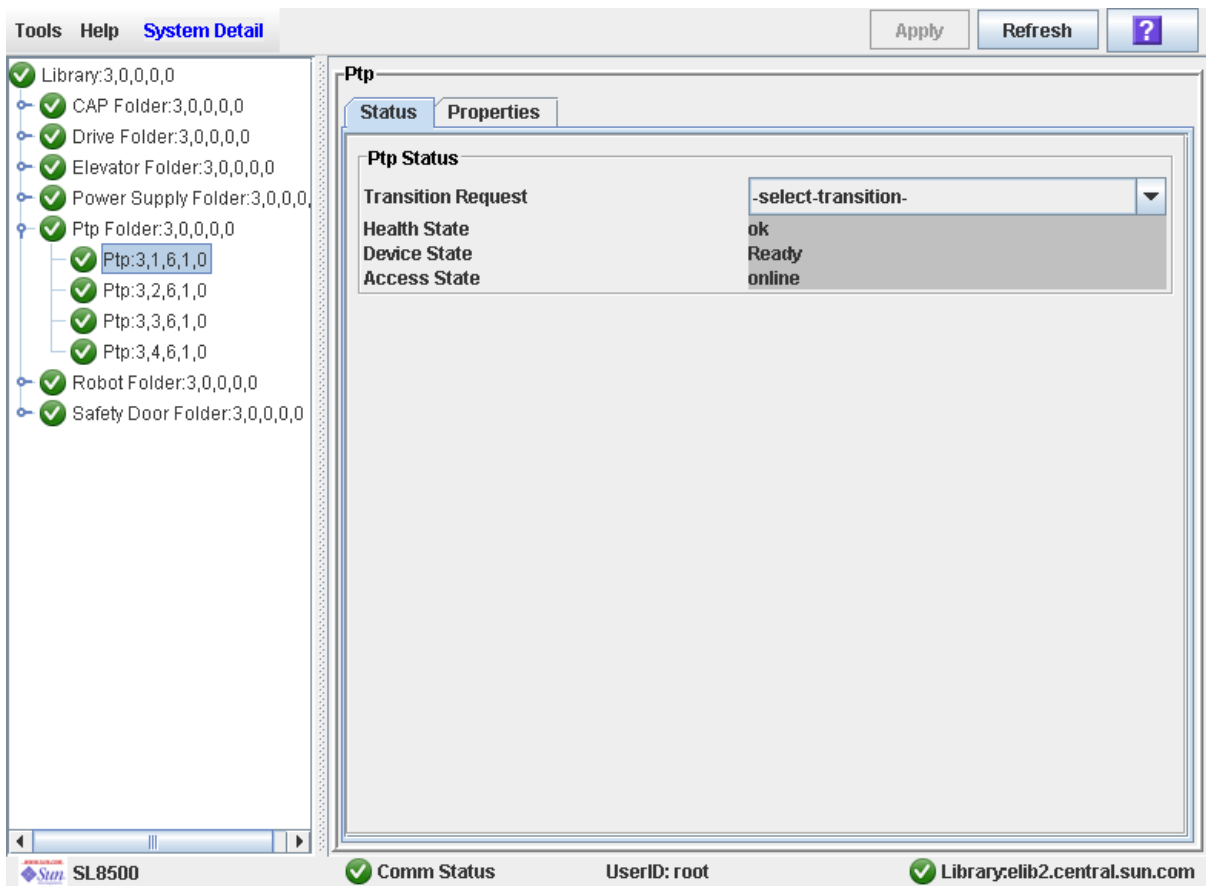 Tools Help System Detail Apply Refresh ?
Library:3,0,0,0,0
CAP Folder:3,0,0,0,0
Drive Folder:3,0,0,0,0
Elevator Folder:3,0,0,0,0
Power Supply Folder:3,0,0,0,
Ptp Folder:3,0,0,0,0
Ptp:3,1,6,1,0
Ptp:3,2,6,1,0
Ptp:3,3,6,1,0
Ptp:3,4,6,1,0
Robot Folder:3,0,0,0,0
Safety Door Folder:3,0,0,0,0
Ptp
Status Properties
Ptp Status
Transition Request -select-transition-
Health State ok
Device State Ready
Access State online
Sun SL8500 Comm Status UserID: root Library:elib2.central.sun.com